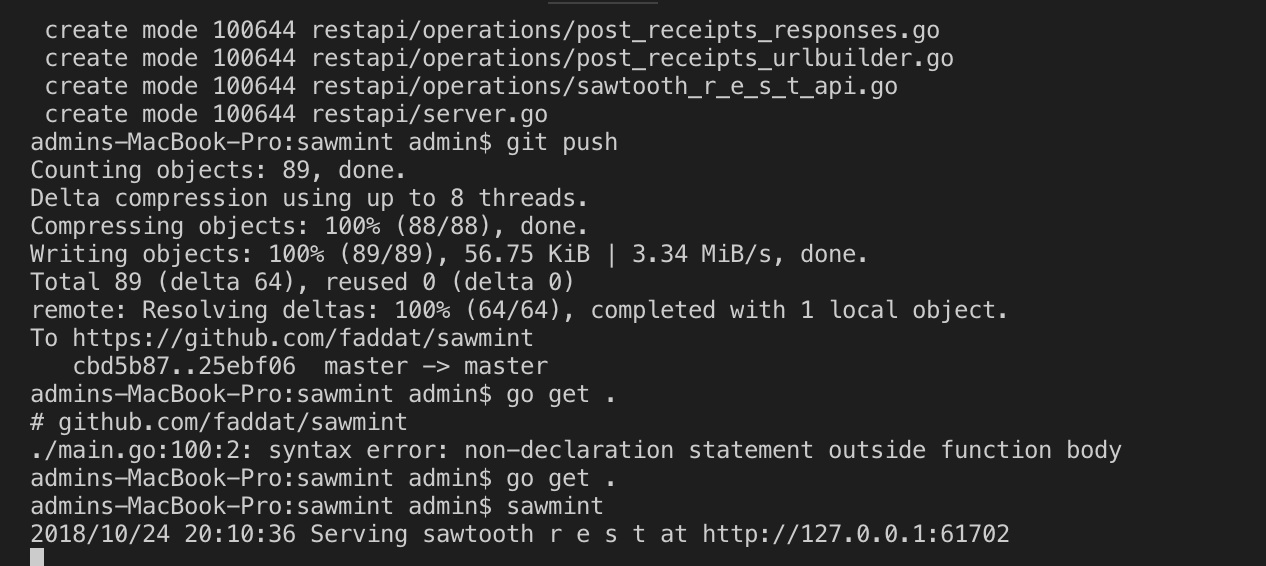 create mode 100644 restapi/operations/post_receipts_responses.go
create mode 100644 restapi/operations/post_receipts_urlbuilder.go
create mode 100644 restapi/operations/sawtooth_r_e_s_t_api.go
create mode 100644 restapi/server.go
admins-MacBook-Pro:sawmint admin$ git push
Counting objects: 89, done.
Delta compression using up to 8 threads.
Compressing objects: 100% (88/88), done.
Writing objects: 100% (89/89), 56.75 KiB | 3.34 MiB/s, done.
Total 89 (delta 64), reused 0 (delta 0)
remote: Resolving deltas: 100% (64/64), completed with 1 local object.
To https://github.com/faddat/sawmint
   cbd5b87..25ebf06  master -> master
admins-MacBook-Pro:sawmint admin$ go get .
# github.com/faddat/sawmint
./main.go:100:2: syntax error: non-declaration statement outside function body
admins-MacBook-Pro:sawmint admin$ go get .
admins-MacBook-Pro:sawmint admin$ sawmint
2018/10/24 20:10:36 Serving sawtooth r e s t at http://127.0.0.1:61702